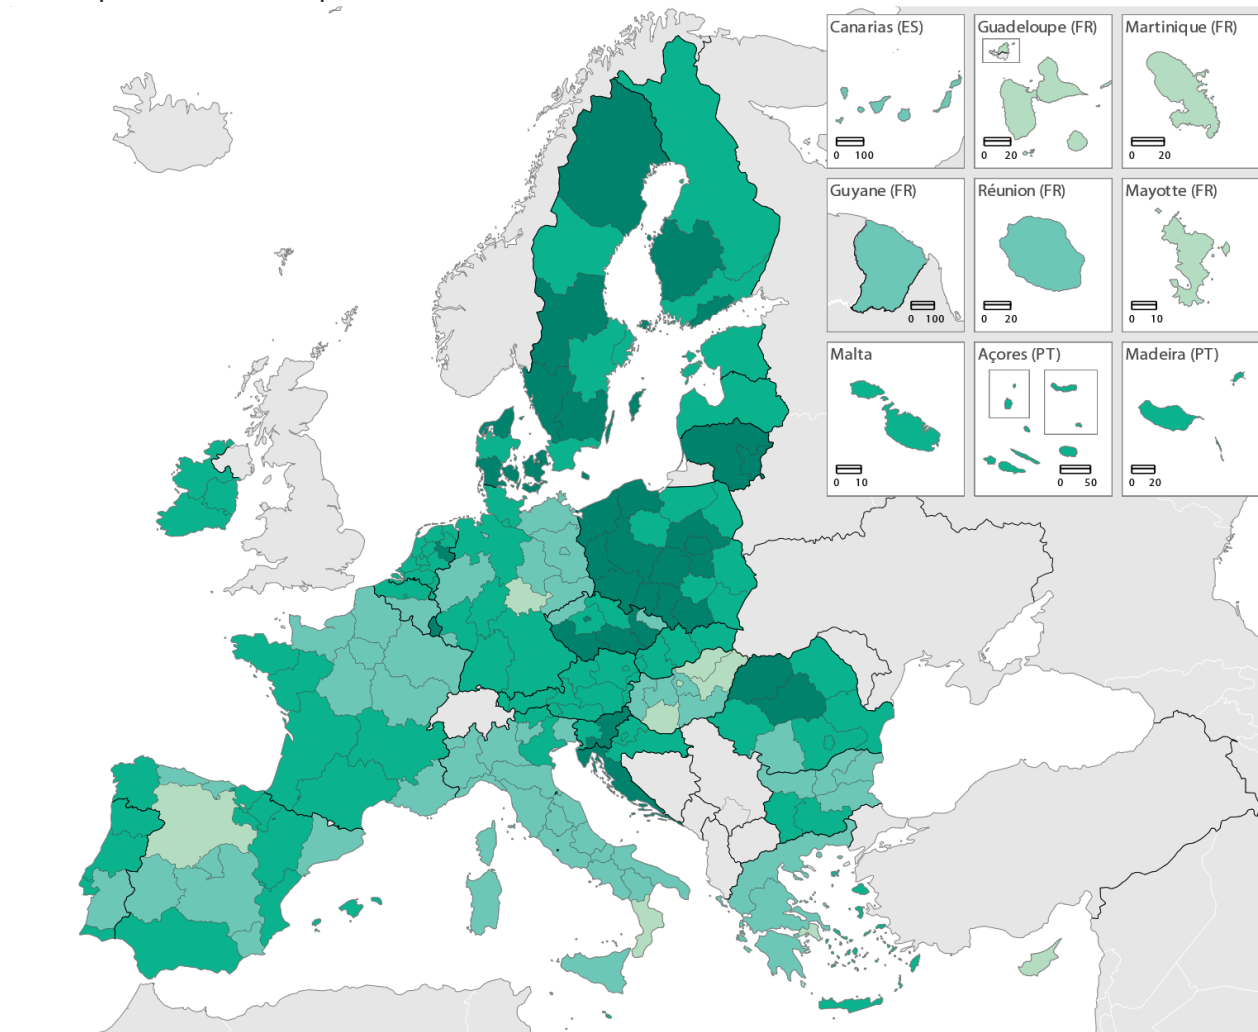 Canarias (ES)
0 100
Guadeloupe (FR)
0 20
Martinique (FR)
0 20
Guyane (FR)
0 100
Réunion (FR)
0 20
Mayotte (FR)
0 10
Malta
0 10
Açores (PT)
0 50
Madeira (PT)
0 20